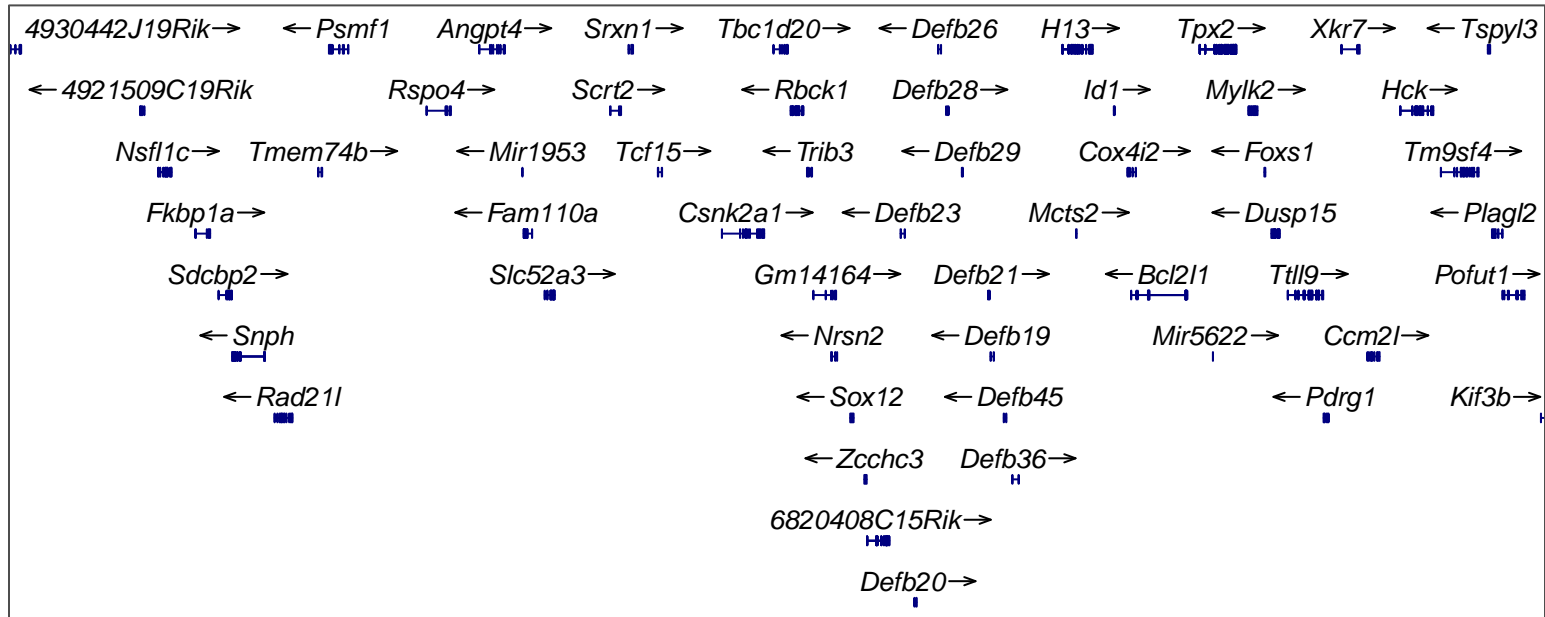 4930442J19Rik→ ←Psmf1 Angpt4→ Srxn1→ Tbc1d20→ ←Defb26 H13→ Tpx2→ Xkr7→ ←Tspyl3
←4921509C19Rik Rspo4→ Scrt2→ ←Rbck1 Defb28→ Id1→ Mylk2→ Hck→
Nsfl1c→ Tmem74b→ ←Mir1953 Tcf15→ ←Trib3 ←Defb29 Cox4i2→ ←Foxs1 Tm9sf4→
Fkbp1a→ ←Fam110a Csnk2a1→ ←Defb23 Mcts2→ ←Dusp15 ←Plagl2
Sdcbp2→ Slc52a3→ Gm14164→ Defb21→ ←Bcl2l1 Ttll9→ Pofut1→
←Snph ←Nrsn2 ←Defb19 Mir5622→ Ccm2l→
←Rad21l ←Sox12 ←Defb45 ←Pdrg1 Kif3b→
←Zcchc3 Defb36→
6820408C15Rik→
Defb20→